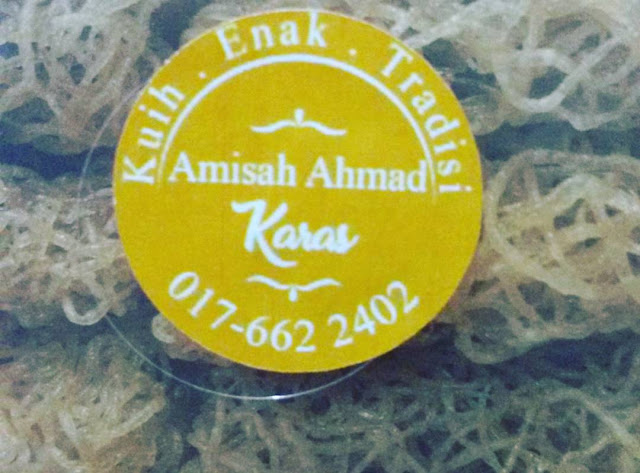 Kuih . Enak . Tradisi
Amisah Ahmad
Karas
017-662 2402